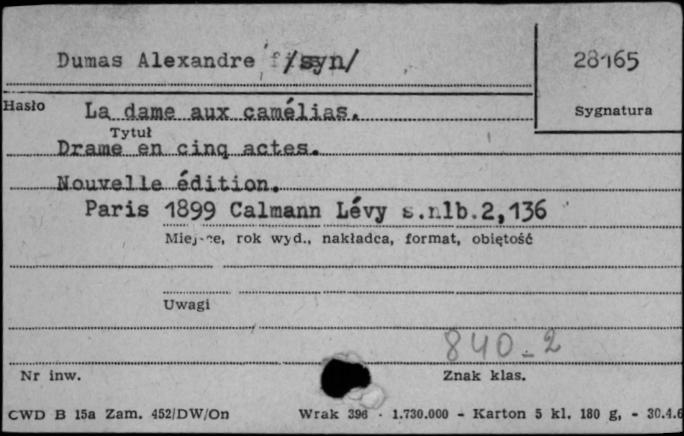 Dumas Alexandre /syn/
28165
Hasło
La dame aux camélias.
Sygnatura
Tytuł
Drame en cinq actes.
Nouvelle édition.
Paris 1899 Calmann Lévy s.nlb.2,136
Miejsce, rok wyd., nakładca, format, objętość
Uwagi
840-2
Nr inw.
Znak klas.
CWD B 15a Zam. 452/DW/On Wrak 396 - 1.730.000 - Karton 5 kl. 180 g, - 30.4.6